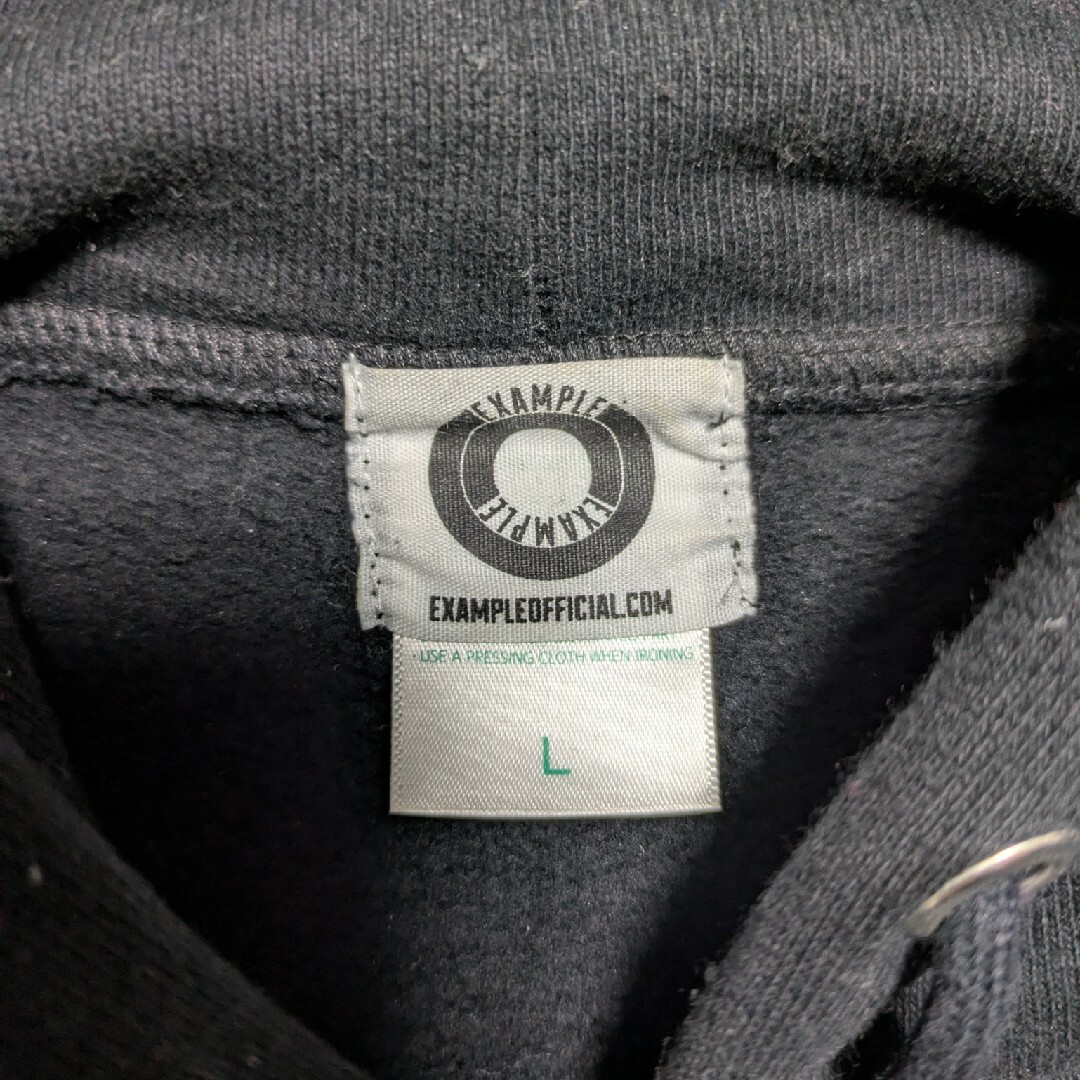 EXAMPLE
EXAMPLE
EXAMPLEOFFICIAL.COM
· USE A PRESSING CLOTH WHEN IRONING
L